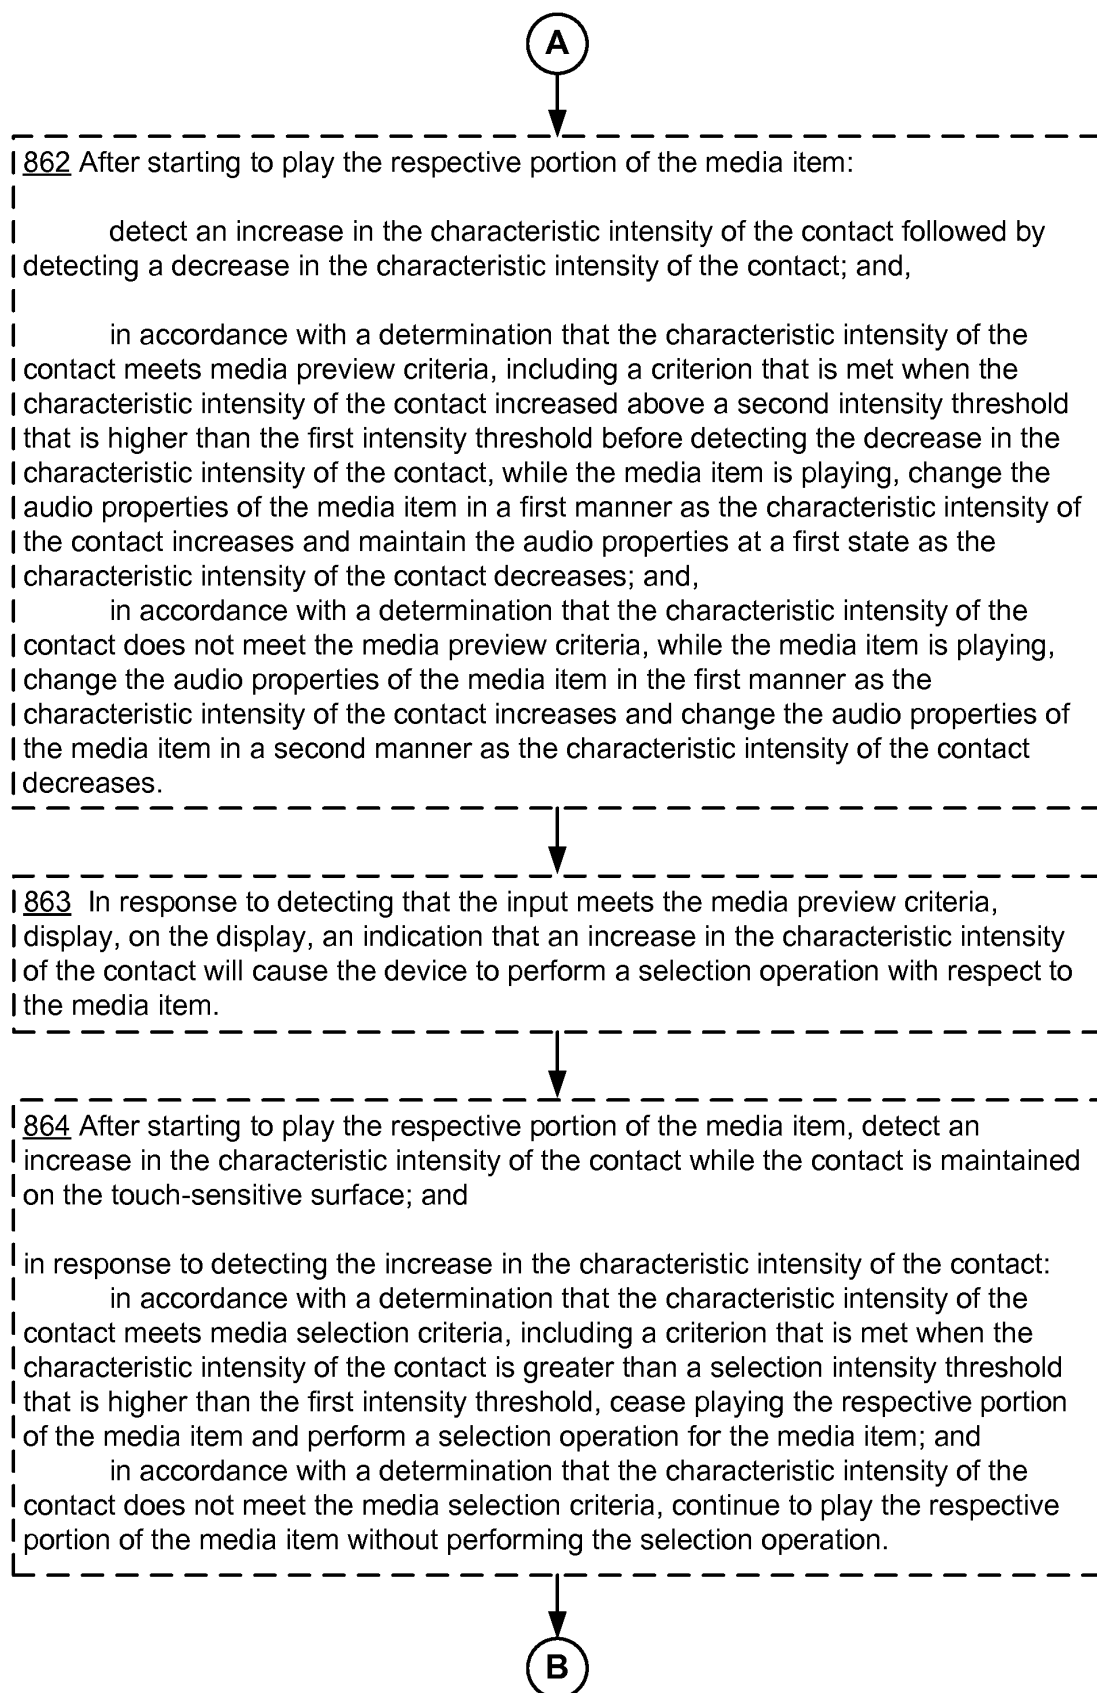 A
862 After starting to play the respective portion of the media item:
detect an increase in the characteristic intensity of the contact followed by
detecting a decrease in the characteristic intensity of the contact; and,
in accordance with a determination that the characteristic intensity of the
contact meets media preview criteria, including a criterion that is met when the
characteristic intensity of the contact increased above a second intensity threshold
that is higher than the first intensity threshold before detecting the decrease in the
characteristic intensity of the contact, while the media item is playing, change the
audio properties of the media item in a first manner as the characteristic intensity of
the contact increases and maintain the audio properties at a first state as the
characteristic intensity of the contact decreases; and,
in accordance with a determination that the characteristic intensity of the
contact does not meet the media preview criteria, while the media item is playing,
change the audio properties of the media item in the first manner as the
characteristic intensity of the contact increases and change the audio properties of
the media item in a second manner as the characteristic intensity of the contact
decreases.
863 In response to detecting that the input meets the media preview criteria,
display, on the display, an indication that an increase in the characteristic intensity
of the contact will cause the device to perform a selection operation with respect to
the media item.
864 After starting to play the respective portion of the media item, detect an
increase in the characteristic intensity of the contact while the contact is maintained
on the touch-sensitive surface; and
in response to detecting the increase in the characteristic intensity of the contact:
in accordance with a determination that the characteristic intensity of the
contact meets media selection criteria, including a criterion that is met when the
characteristic intensity of the contact is greater than a selection intensity threshold
that is higher than the first intensity threshold, cease playing the respective portion
of the media item and perform a selection operation for the media item; and
in accordance with a determination that the characteristic intensity of the
contact does not meet the media selection criteria, continue to play the respective
portion of the media item without performing the selection operation.
B